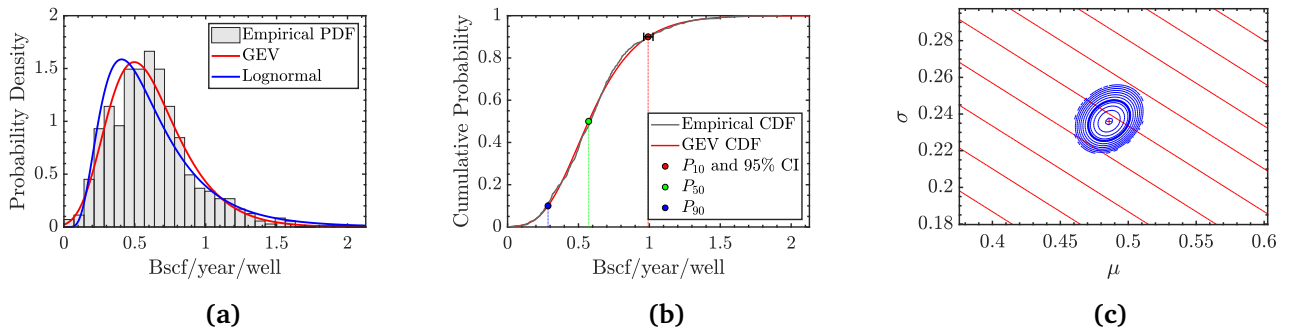 2
1.5
1
0.5
0
Probability Density
0 0.5 1 1.5 2
Bscf/year/well
Empirical PDF
GEV
Lognormal
(a)
1
0.8
0.6
0.4
0.2
0
Cumulative Probability
0 0.5 1 1.5 2
Bscf/year/well
Empirical CDF
GEV CDF
P₁₀ and 95% CI
P₅₀
P₉₀
(b)
0.28
0.26
0.24
0.22
0.2
0.18
σ
0.4 0.45 0.5 0.55 0.6
μ
(c)